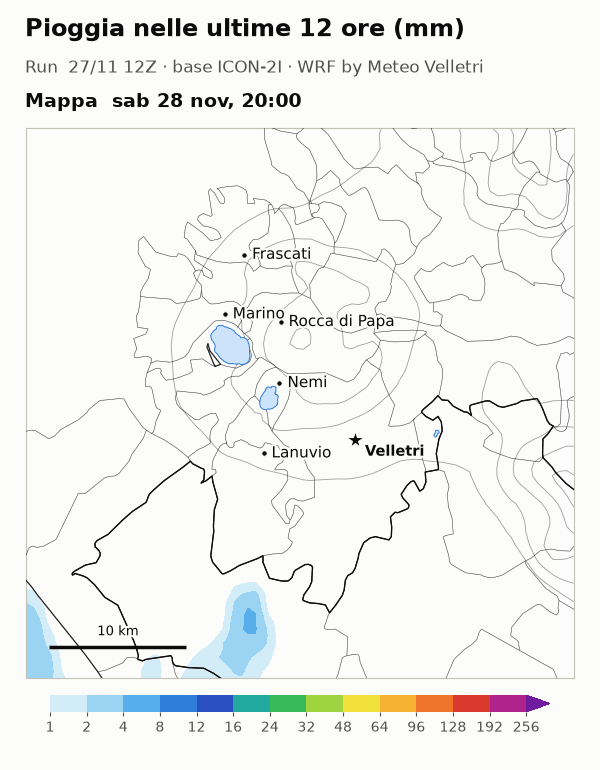 Pioggia nelle ultime 12 ore (mm)
Run 27/11 12Z · base ICON-2I · WRF by Meteo Velletri
Mappa sab 28 nov, 20:00
Frascati
Marino
Rocca di Papa
Nemi
Velletri
Lanuvio
10 km
1 2 4 8 12 16 24 32 48 64 96 128 192 256